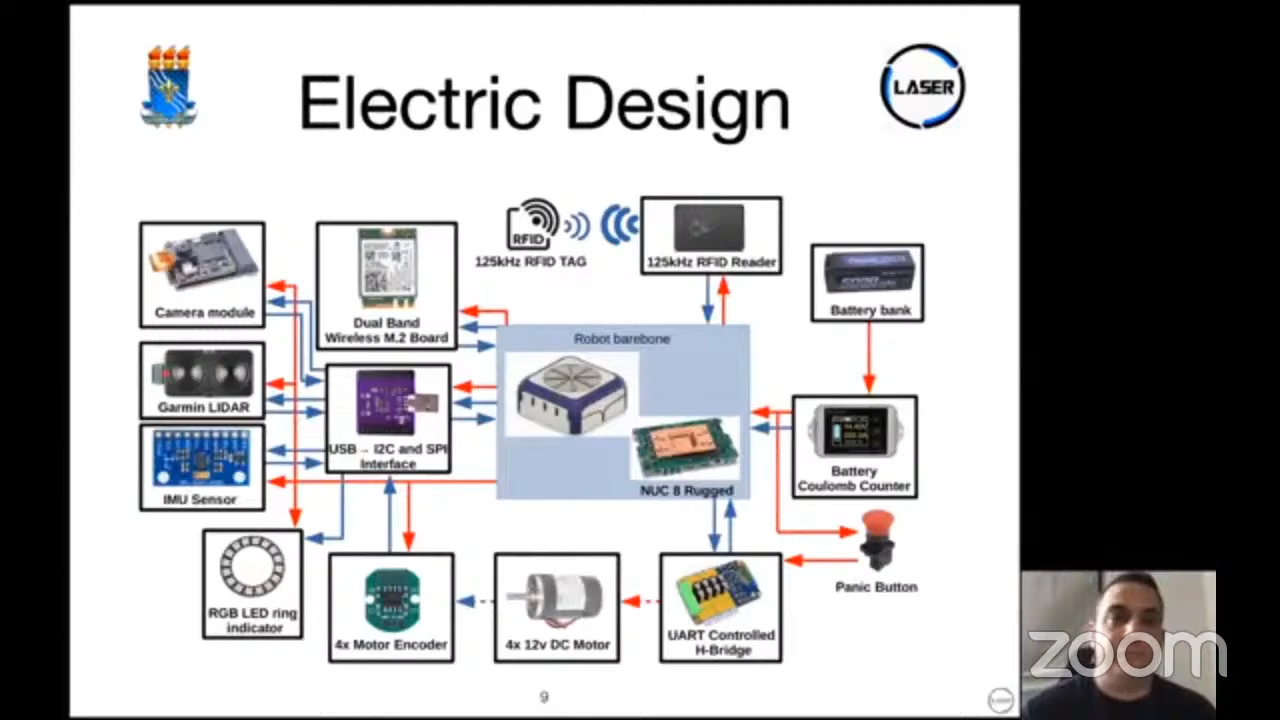 Electric Design
LASER
RFID
125kHz RFID TAG
125kHz RFID Reader
Camera module
Dual Band
Wireless M.2 Board
Battery bank
Robot barebone
Garmin LIDAR
USB → I2C and SPI
Interface
IMU Sensor
NUC 8 Rugged
Battery
Coulomb Counter
Panic Button
RGB LED ring
indicator
4x Motor Encoder
4x 12v DC Motor
UART Controlled
H-Bridge
9
zoom